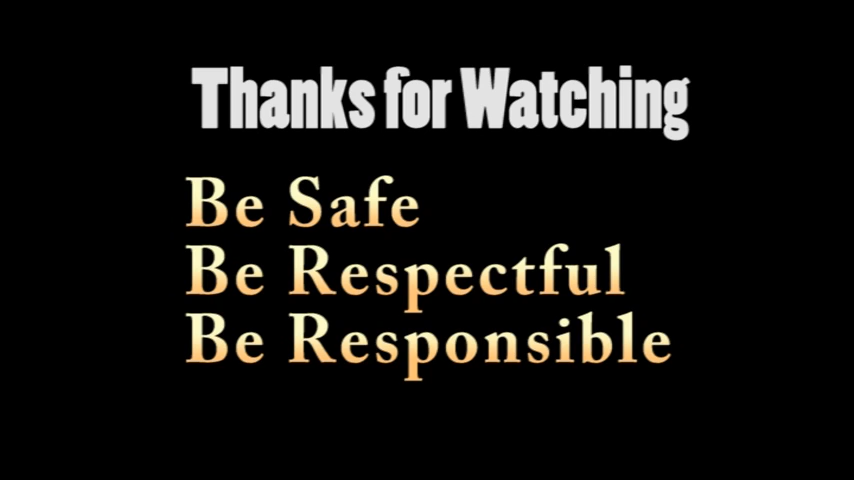 Thanks for Watching
Be Safe
Be Respectful
Be Responsible